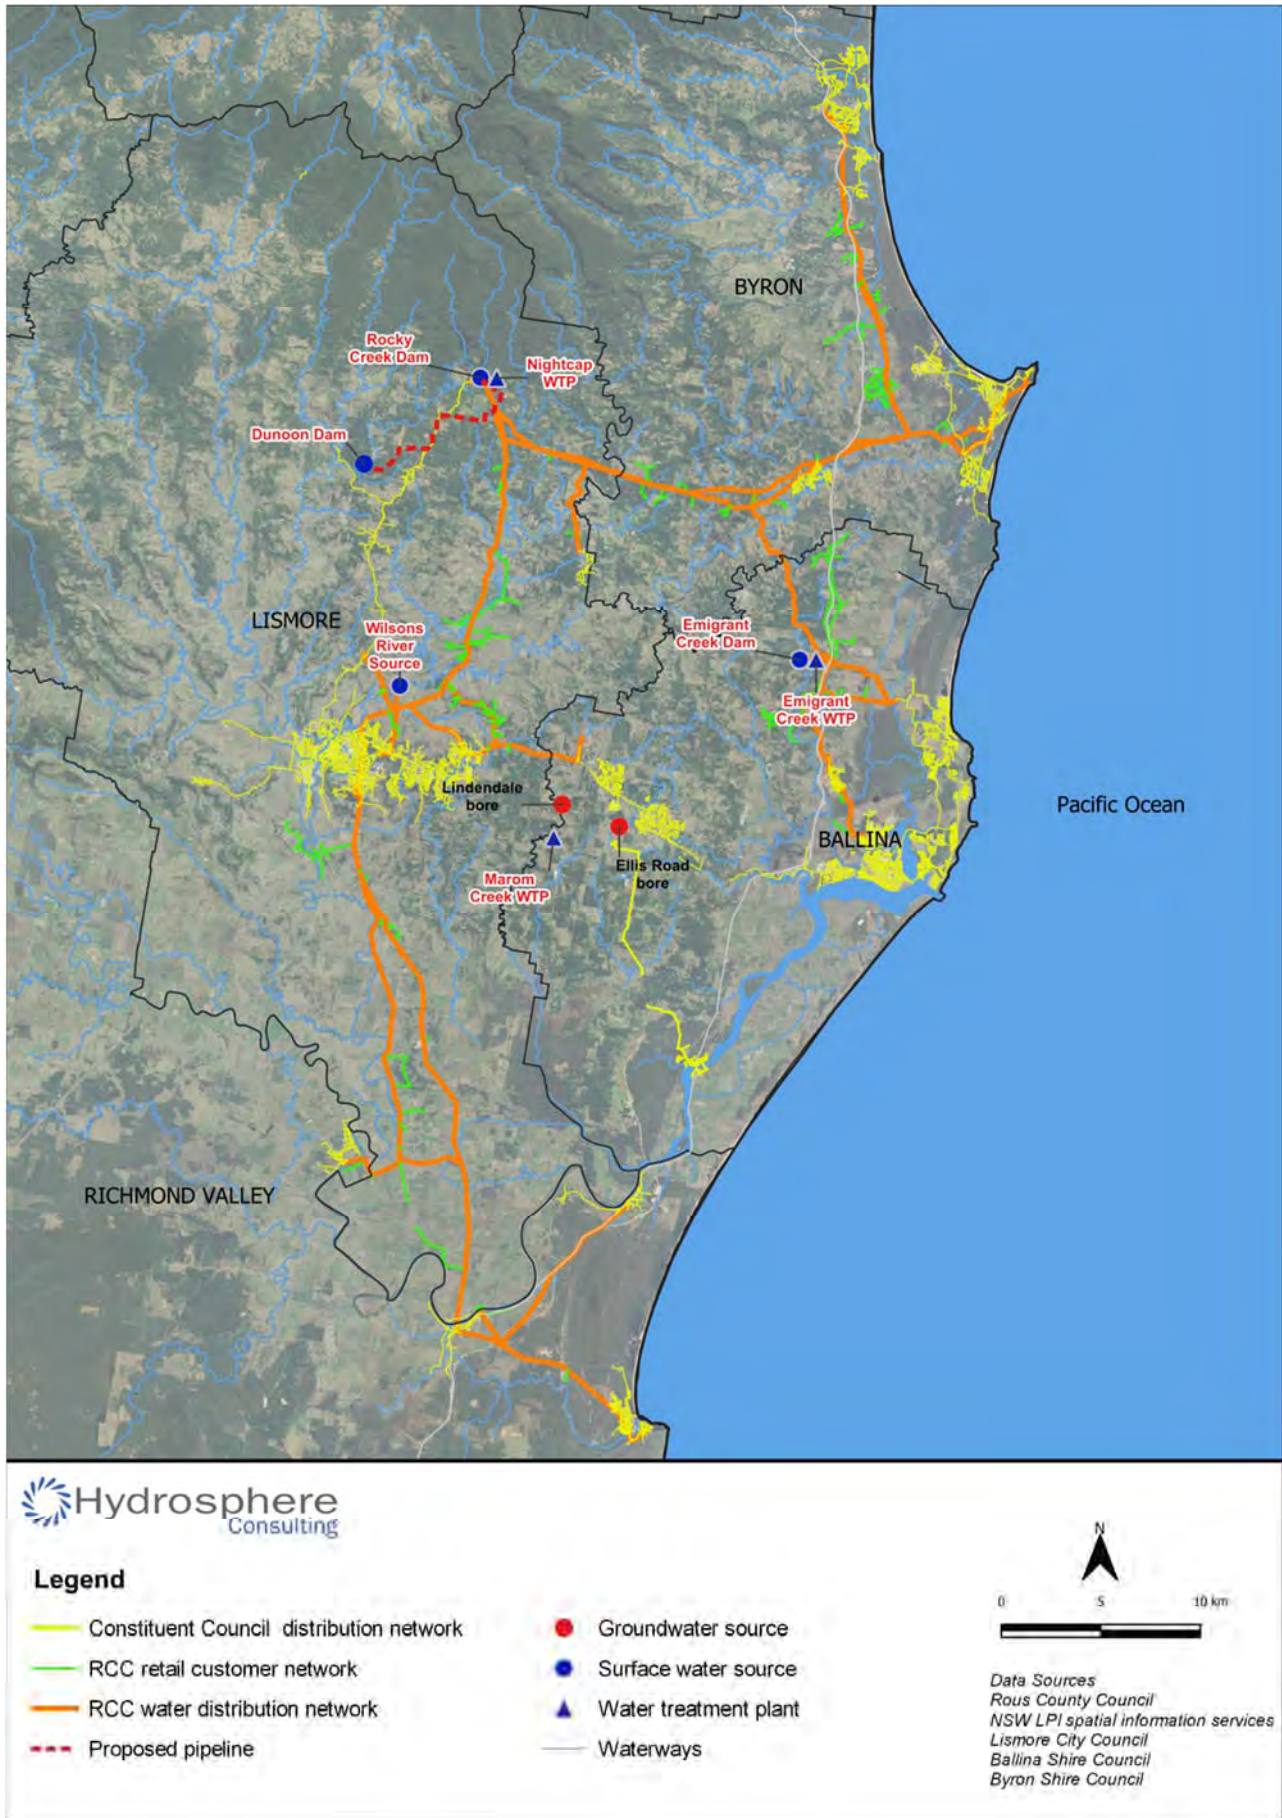 BYRON
Rocky
Creek Dam
Nightcap
WTP
Dunoon Dam
LISMORE
Wilsons
River
Source
Emigrant
Creek Dam
Emigrant
Creek WTP
Lindendale
bore
Pacific Ocean
BALLINA
Ellis Road
bore
Marom
Creek WTP
RICHMOND VALLEY
Hydrosphere
Consulting
Legend
Constituent Council distribution network
RCC retail customer network
RCC water distribution network
Proposed pipeline
Groundwater source
Surface water source
Water treatment plant
Waterways
N
0 5 10 km
Data Sources
Rous County Council
NSW LPI spatial information services
Lismore City Council
Ballina Shire Council
Byron Shire Council